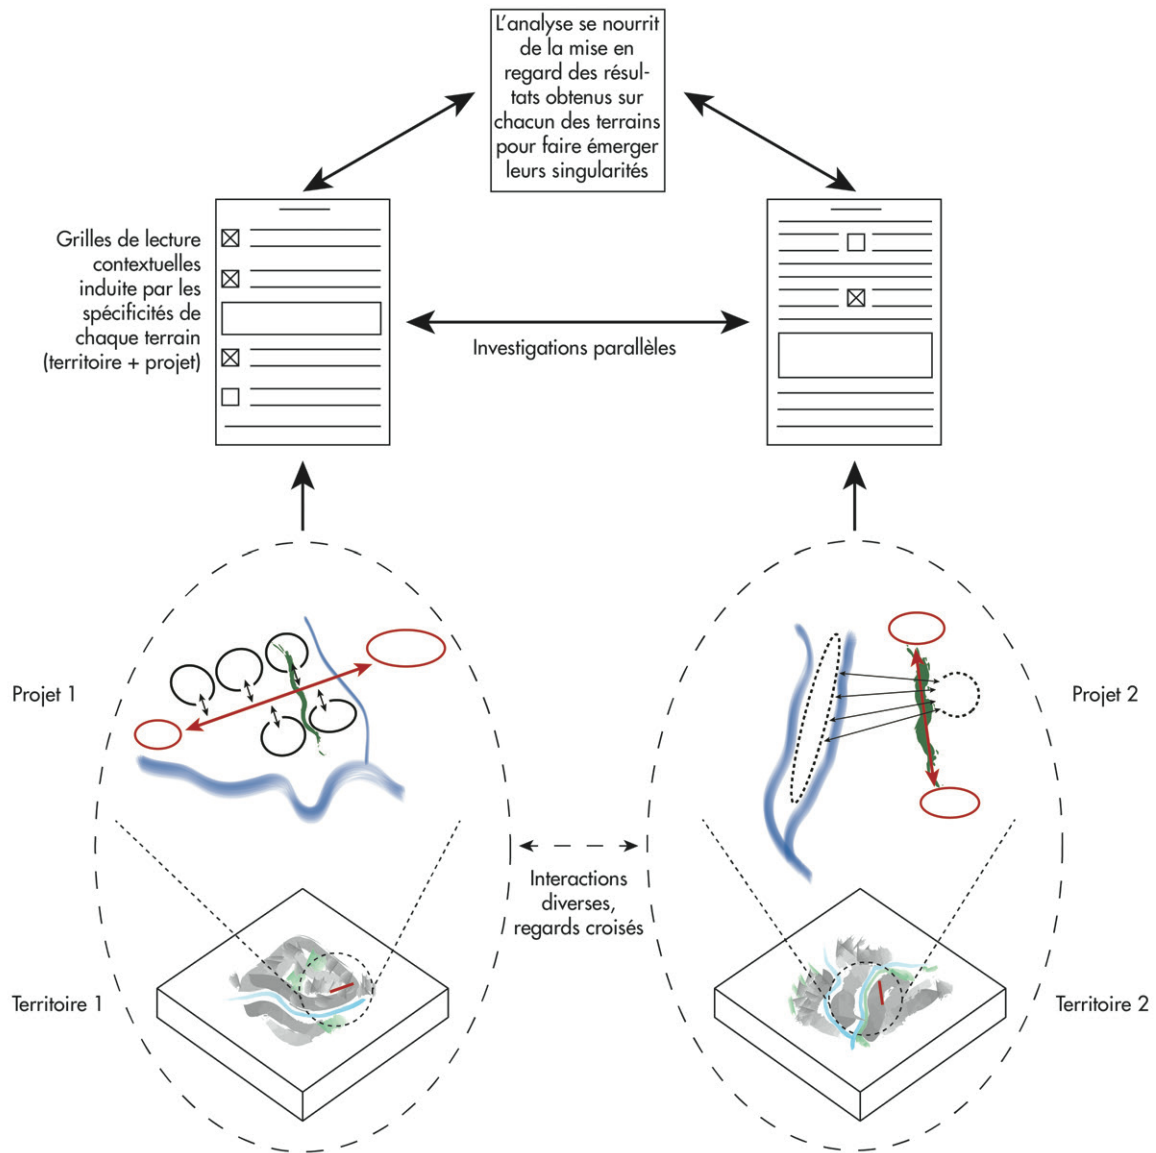 L'analyse se nourrit
de la mise en
regard des résul-
tats obtenus sur
chacun des terrains
pour faire émerger
leurs singularités
Grilles de lecture
contextuelles
induite par les
spécificités de
chaque terrain
(territoire + projet)
Investigations parallèles
Projet 1
Projet 2
Interactions
diverses,
regards croisés
Territoire 1
Territoire 2